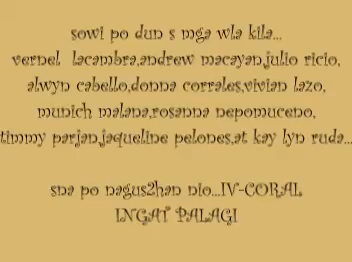 sowi po dun s mga wla kila...
vernel lacambra,andrew macayan,julio ricio,
alwyn cabello,donna corrales,vivian lazo,
munich malana,rosanna nepomuceno,
timmy parjan,jaqueline pelones,at kay lyn ruda...
sna po nagus2han nio...IV-CORAL
INGAT PALAGI